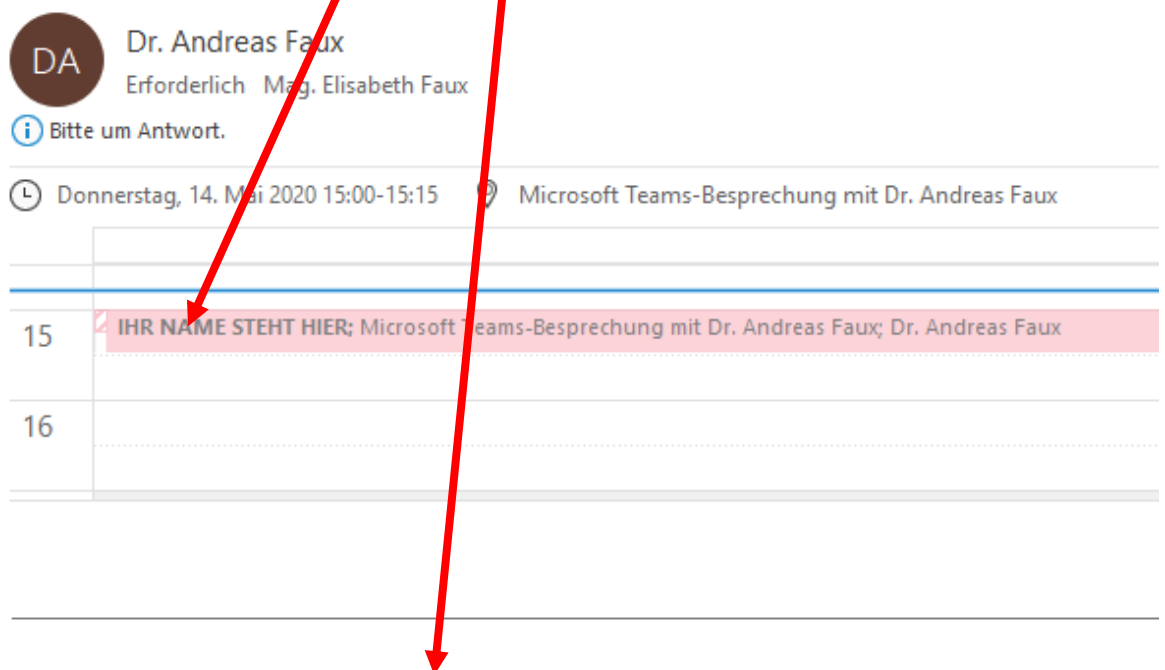 DA
Dr. Andreas Faux
Erforderlich Mag. Elisabeth Faux
Bitte um Antwort.
Donnerstag, 14. Mai 2020 15:00-15:15 Microsoft Teams-Besprechung mit Dr. Andreas Faux
15 IHR NAME STEHT HIER; Microsoft Teams-Besprechung mit Dr. Andreas Faux; Dr. Andreas Faux
16